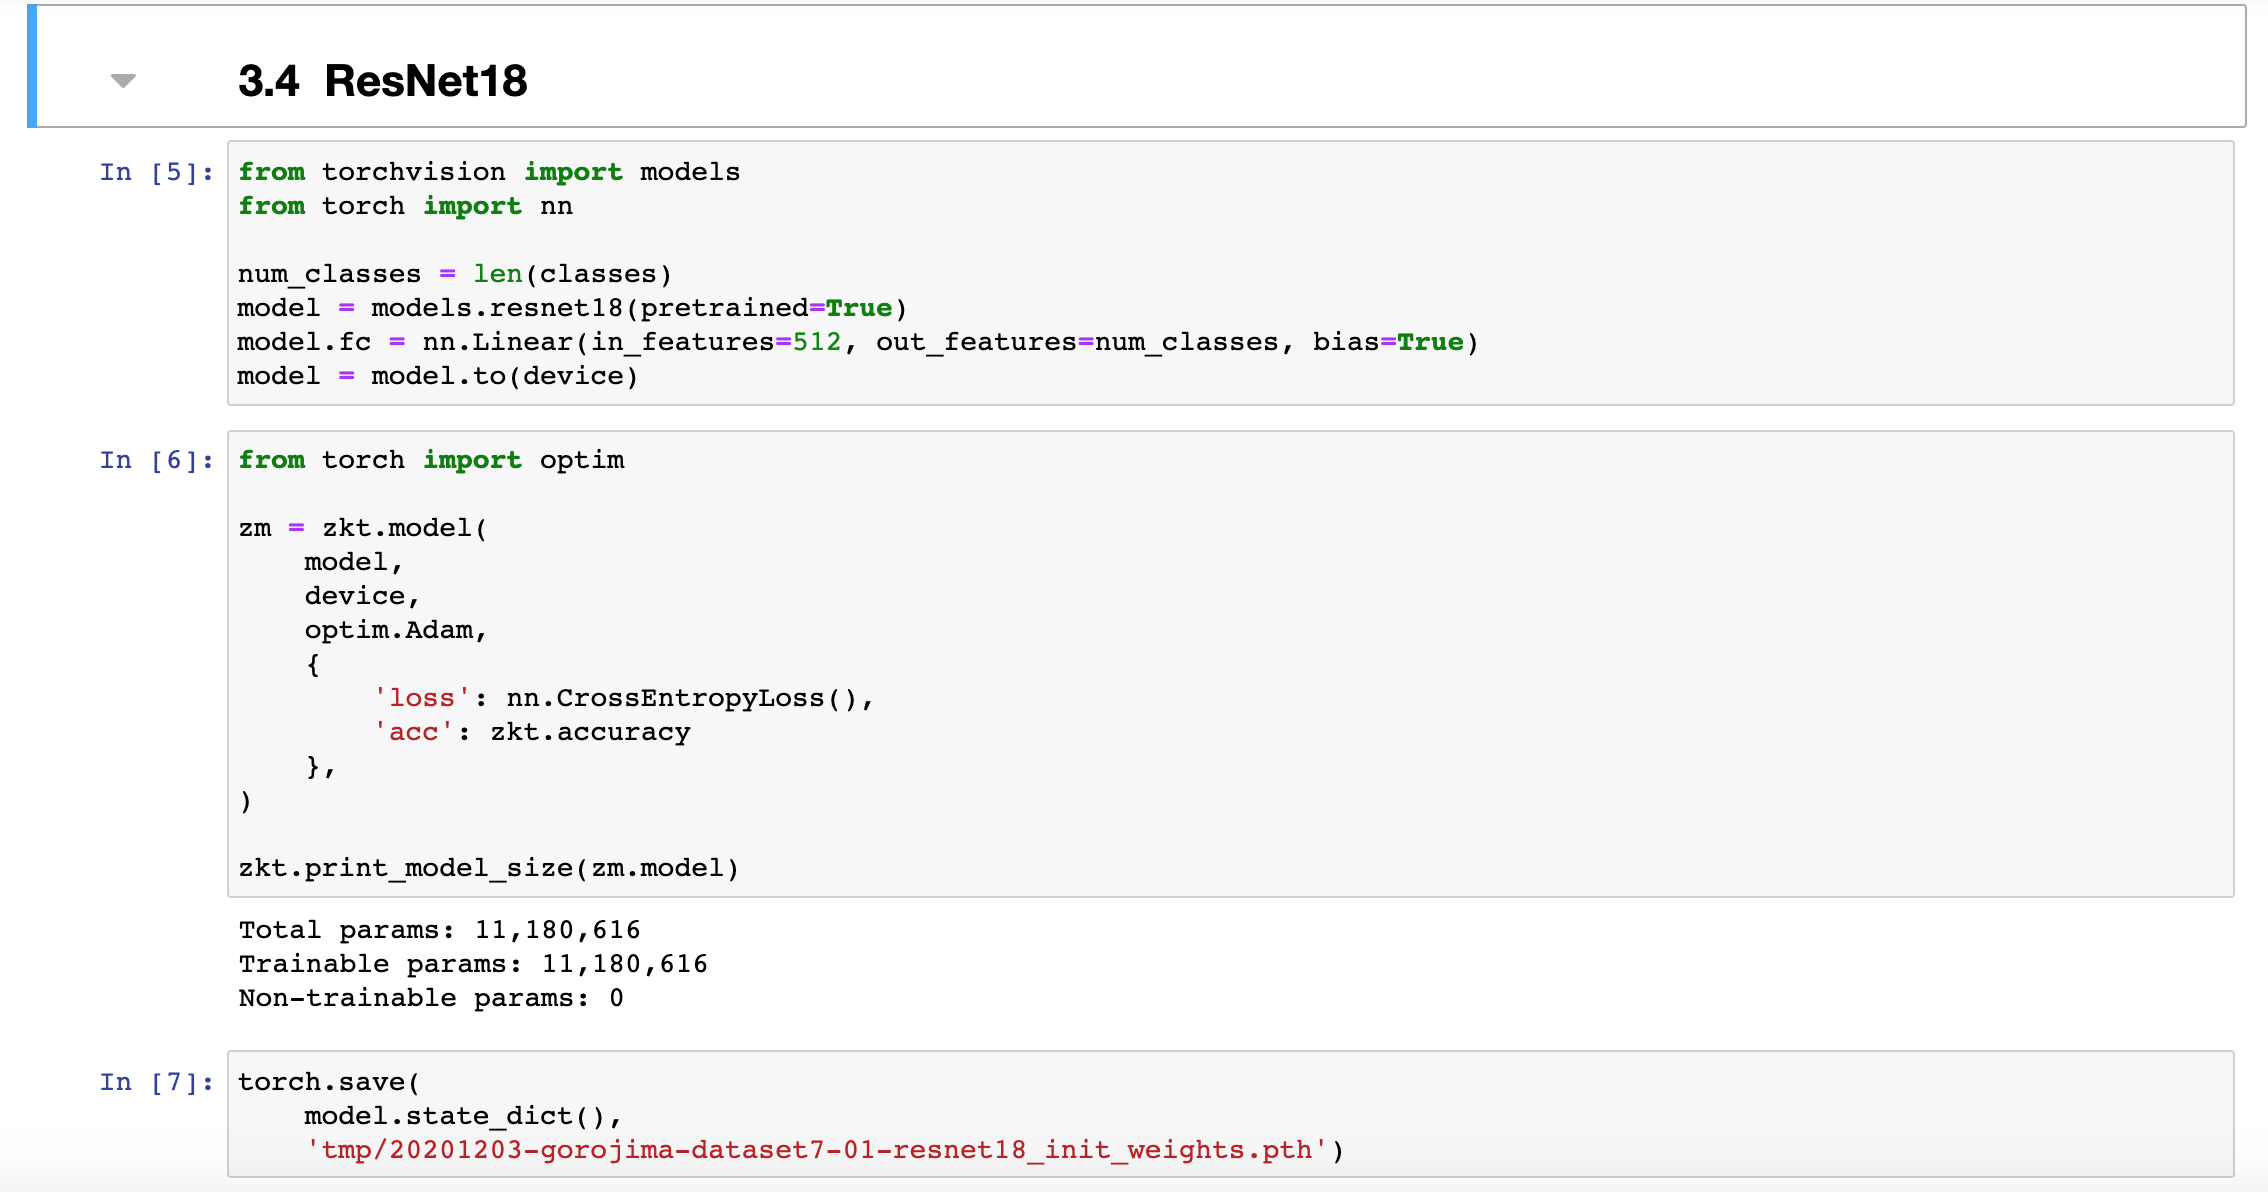 3.4 ResNet18
In [5]:
from torchvision import models
from torch import nn

num_classes = len(classes)
model = models.resnet18(pretrained=True)
model.fc = nn.Linear(in_features=512, out_features=num_classes, bias=True)
model = model.to(device)
In [6]:
from torch import optim

zm = zkt.model(
    model,
    device,
    optim.Adam,
    {
        'loss': nn.CrossEntropyLoss(),
        'acc': zkt.accuracy
    },
)

zkt.print_model_size(zm.model)
Total params: 11,180,616
Trainable params: 11,180,616
Non-trainable params: 0
In [7]:
torch.save(
    model.state_dict(),
    'tmp/20201203-gorojima-dataset7-01-resnet18_init_weights.pth')